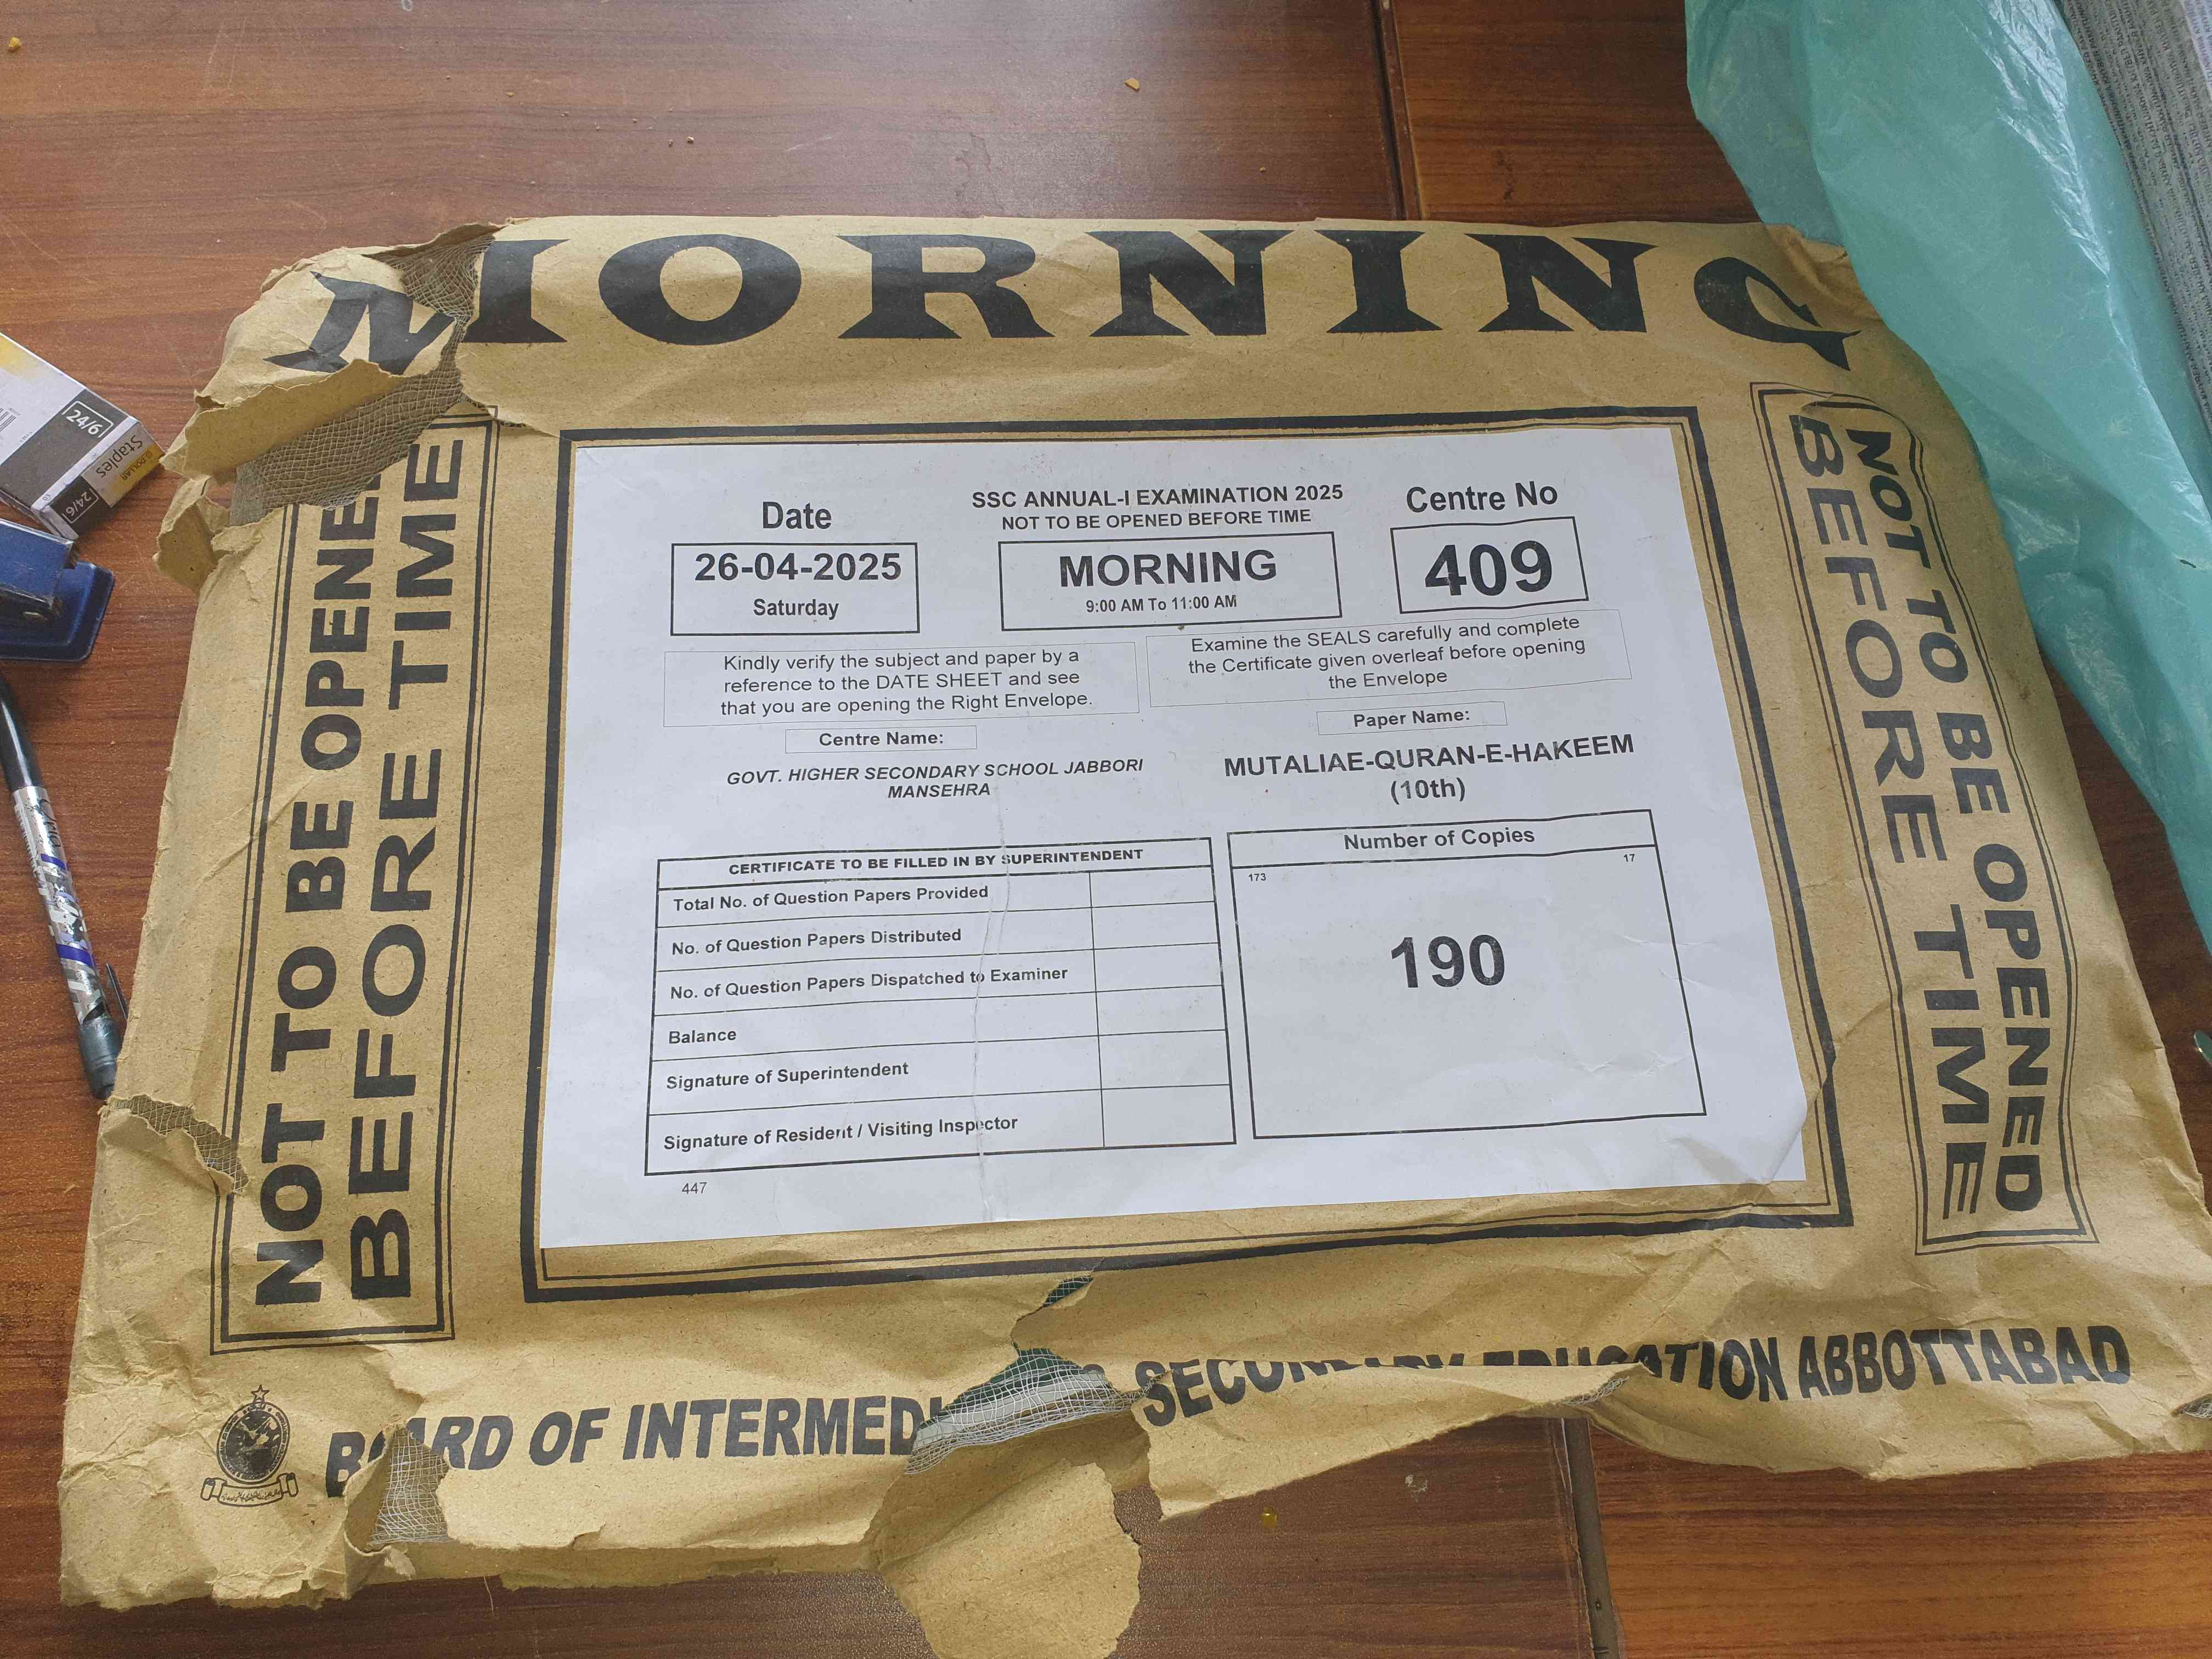 MORNING
NOT TO BE OPENED
BEFORE TIME
Date
26-04-2025
Saturday
SSC ANNUAL-I EXAMINATION 2025
NOT TO BE OPENED BEFORE TIME
MORNING
9:00 AM To 11:00 AM
Centre No
409
Kindly verify the subject and paper by a
reference to the DATE SHEET and see
that you are opening the Right Envelope.
Examine the SEALS carefully and complete
the Certificate given overleaf before opening
the Envelope
Centre Name:
GOVT. HIGHER SECONDARY SCHOOL JABBORI
MANSEHRA
Paper Name:
MUTALIAE-QURAN-E-HAKEEM
(10th)
CERTIFICATE TO BE FILLED IN BY SUPERINTENDENT
Total No. of Question Papers Provided
No. of Question Papers Distributed
No. of Question Papers Dispatched to Examiner
Balance
Signature of Superintendent
Signature of Resident / Visiting Inspector
Number of Copies
173
17
190
447
NOT TO BE OPENED
BEFORE TIME
BOARD OF INTERMEDI SECONDARY EDUCATION ABBOTTABAD
24/6
Staples
DOLLAR
24/6